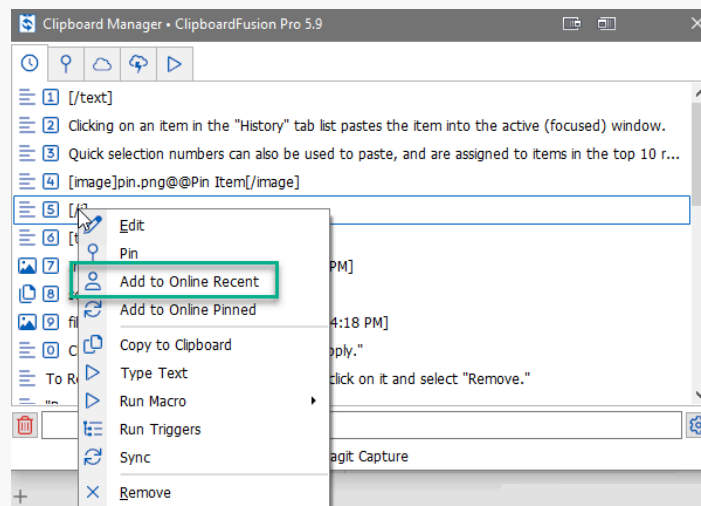 Clipboard Manager • ClipboardFusion Pro 5.9
1 [/text]
2 Clicking on an item in the "History" tab list pastes the item into the active (focused) window.
3 Quick selection numbers can also be used to paste, and are assigned to items in the top 10 r...
4 [image]pin.png@@Pin Item[/image]
5 [/
6 [t
7 PM]
8
9 fil 4:18 PM]
0 C pply."
To Re click on it and select "Remove."
Edit
Pin
Add to Online Recent
Add to Online Pinned
Copy to Clipboard
Type Text
Run Macro
Run Triggers
Sync
Remove
agit Capture